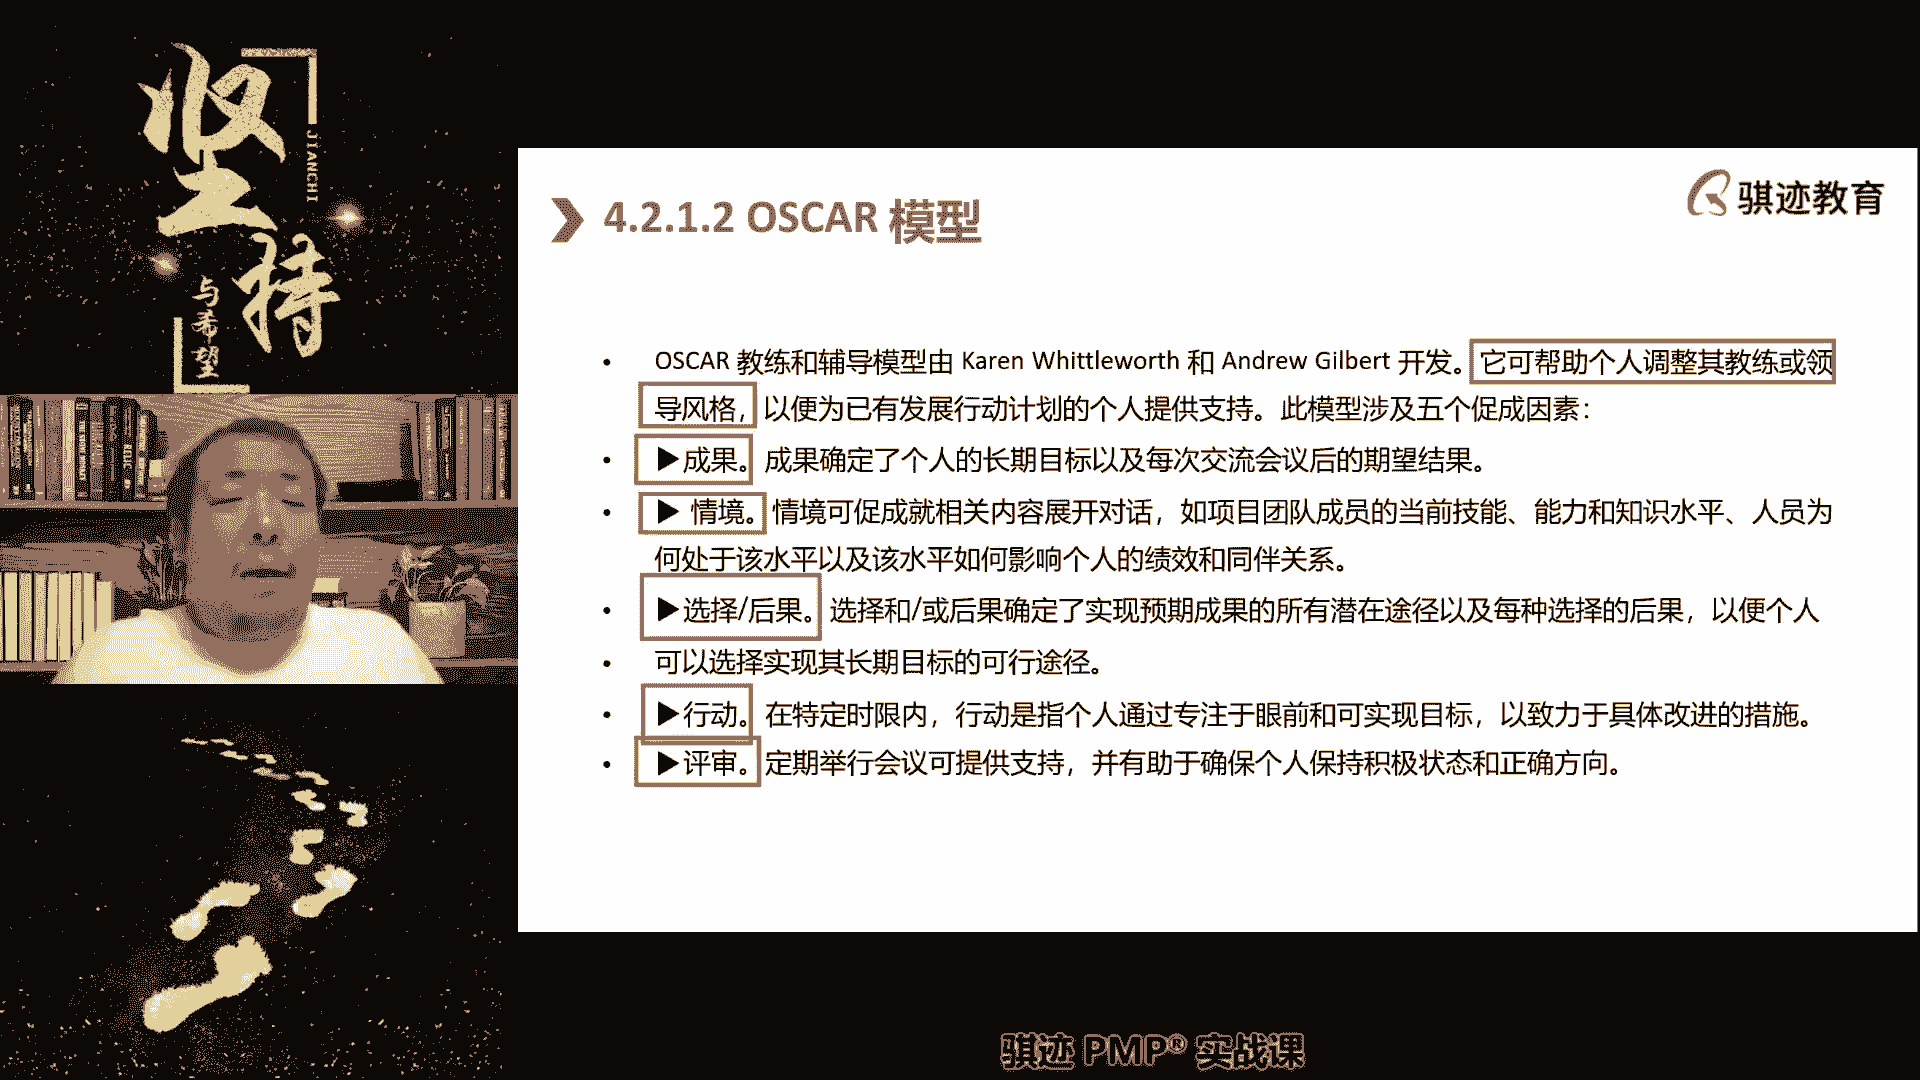 坚持
JIANCHI
与希望
骐迹教育
4.2.1.2 OSCAR 模型
• OSCAR 教练和辅导模型由 Karen Whittleworth 和 Andrew Gilbert 开发。它可帮助个人调整其教练或领
导风格，以便为已有发展行动计划的个人提供支持。此模型涉及五个促成因素：
• ▶成果。成果确定了个人的长期目标以及每次交流会议后的期望结果。
• ▶ 情境。情境可促成就相关内容展开对话，如项目团队成员的当前技能、能力和知识水平、人员为
何处于该水平以及该水平如何影响个人的绩效和同伴关系。
• ▶选择/后果。选择和/或后果确定了实现预期成果的所有潜在途径以及每种选择的后果，以便个人
• 可以选择实现其长期目标的可行途径。
• ▶行动。在特定时限内，行动是指个人通过专注于眼前和可实现目标，以致力于具体改进的措施。
• ▶评审。定期举行会议可提供支持，并有助于确保个人保持积极状态和正确方向。
骐迹 PMP® 实战课